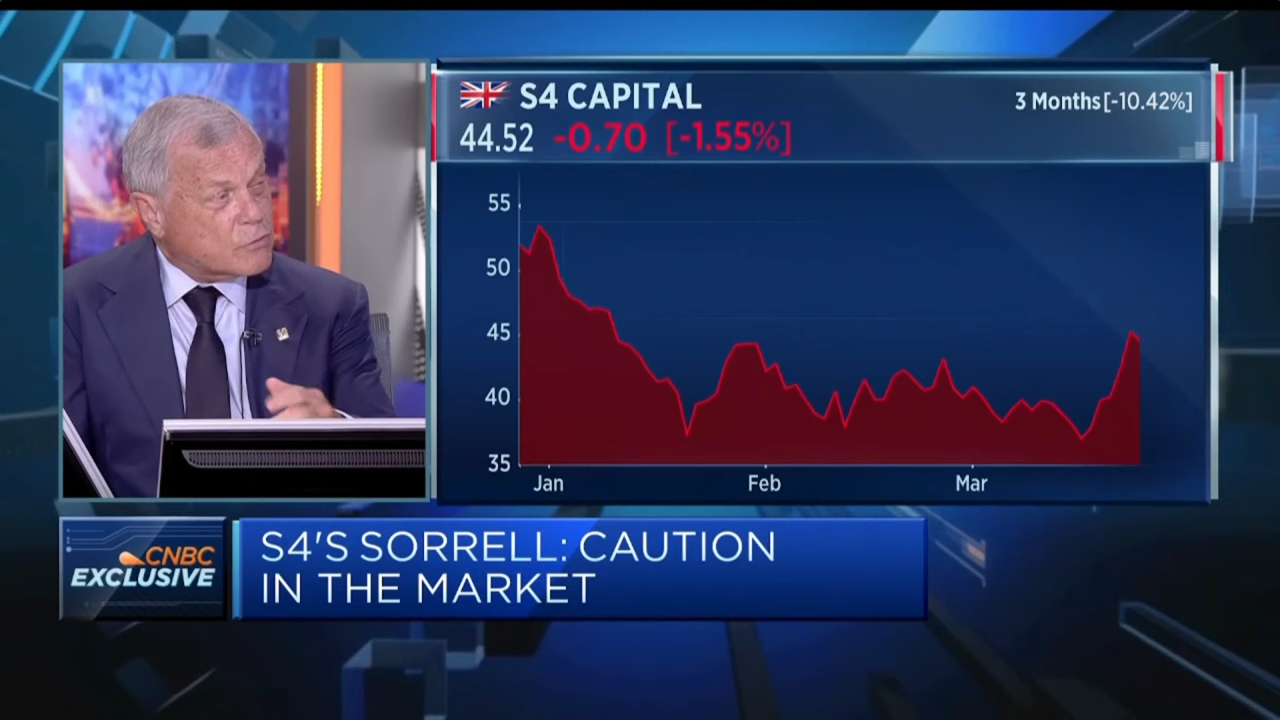 S4 CAPITAL
3 Months[-10.42%]
44.52 -0.70 [-1.55%]
55
50
45
40
35
Jan Feb Mar
CNBC
EXCLUSIVE
S4'S SORRELL: CAUTION
IN THE MARKET